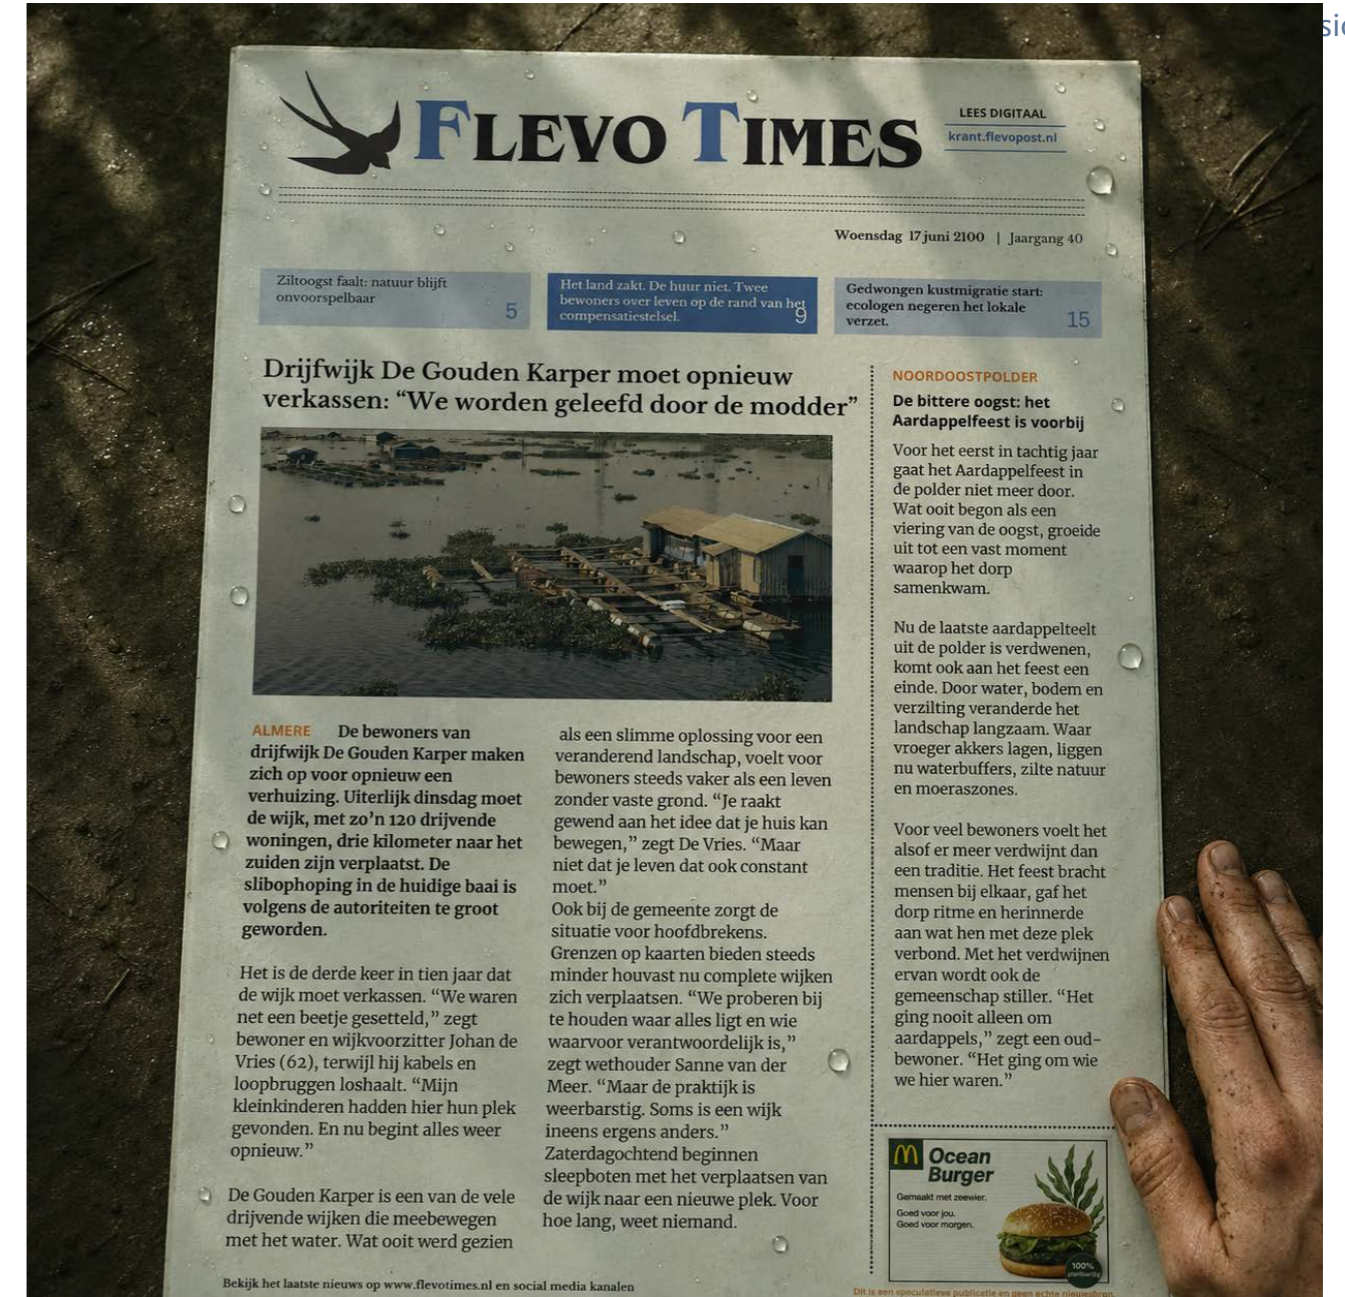 FLEVO TIMES
LEES DIGITAAL
krant.flevopost.nl
Woensdag 17 juni 2100 | Jaargang 40
Ziltoogst faalt: natuur blijft
onvoorspelbaar
5
Het land zakt. De huur niet. Twee
bewoners over leven op de rand van het
compensatiestelsel.
9
Gedwongen kustmigratie start:
ecologen negeren het lokale
verzet.
15
Drijfwijk De Gouden Karper moet opnieuw
verkassen: “We worden geleefd door de modder”
ALMERE De bewoners van
drijfwijk De Gouden Karper maken
zich op voor opnieuw een
verhuizing. Uiterlijk dinsdag moet
de wijk, met zo’n 120 drijvende
woningen, drie kilometer naar het
zuiden zijn verplaatst. De
slibophoping in de huidige baai is
volgens de autoriteiten te groot
geworden.
Het is de derde keer in tien jaar dat
de wijk moet verkassen. “We waren
net een beetje gesetteld,” zegt
bewoner en wijkvoorzitter Johan de
Vries (62), terwijl hij kabels en
loopbruggen loshaalt. “Mijn
kleinkinderen hadden hier hun plek
gevonden. En nu begint alles weer
opnieuw.”
De Gouden Karper is een van de vele
drijvende wijken die meebewegen
met het water. Wat ooit werd gezien
als een slimme oplossing voor een
veranderend landschap, voelt voor
bewoners steeds vaker als een leven
zonder vaste grond. “Je raakt
gewend aan het idee dat je huis kan
bewegen,” zegt De Vries. “Maar
niet dat je leven dat ook constant
moet.”
Ook bij de gemeente zorgt de
situatie voor hoofdbrekens.
Grenzen op kaarten bieden steeds
minder houvast nu complete wijken
zich verplaatsen. “We proberen bij
te houden waar alles ligt en wie
waarvoor verantwoordelijk is,”
zegt wethouder Sanne van der
Meer. “Maar de praktijk is
weerbarstig. Soms is een wijk
ineens ergens anders.”
Zaterdagochtend beginnen
sleepboten met het verplaatsen van
de wijk naar een nieuwe plek. Voor
hoe lang, weet niemand.
NOORDOOSTPOLDER
De bittere oogst: het
Aardappelfeest is voorbij
Voor het eerst in tachtig jaar
gaat het Aardappelfeest in
de polder niet meer door.
Wat ooit begon als een
viering van de oogst, groeide
uit tot een vast moment
waarop het dorp
samenkwam.
Nu de laatste aardappelteelt
uit de polder is verdwenen,
komt ook aan het feest een
einde. Door water, bodem en
verzilting veranderde het
landschap langzaam. Waar
vroeger akkers lagen, liggen
nu waterbuffers, zilte natuur
en moeraszones.
Voor veel bewoners voelt het
alsof er meer verdwijnt dan
een traditie. Het feest bracht
mensen bij elkaar, gaf het
dorp ritme en herinnerde
aan wat hen met deze plek
verbond. Met het verdwijnen
ervan wordt ook de
gemeenschap stiller. “Het
ging nooit alleen om
aardappels,” zegt een oud-
bewoner. “Het ging om wie
we hier waren.”
Ocean
Burger
Gemaakt met zeewier.
Goed voor jou.
Goed voor morgen.
100%
Bekijk het laatste nieuws op www.flevotimes.nl en social media kanalen
Dit is een speculatieve publicatie en geen echte nieuwsbron.